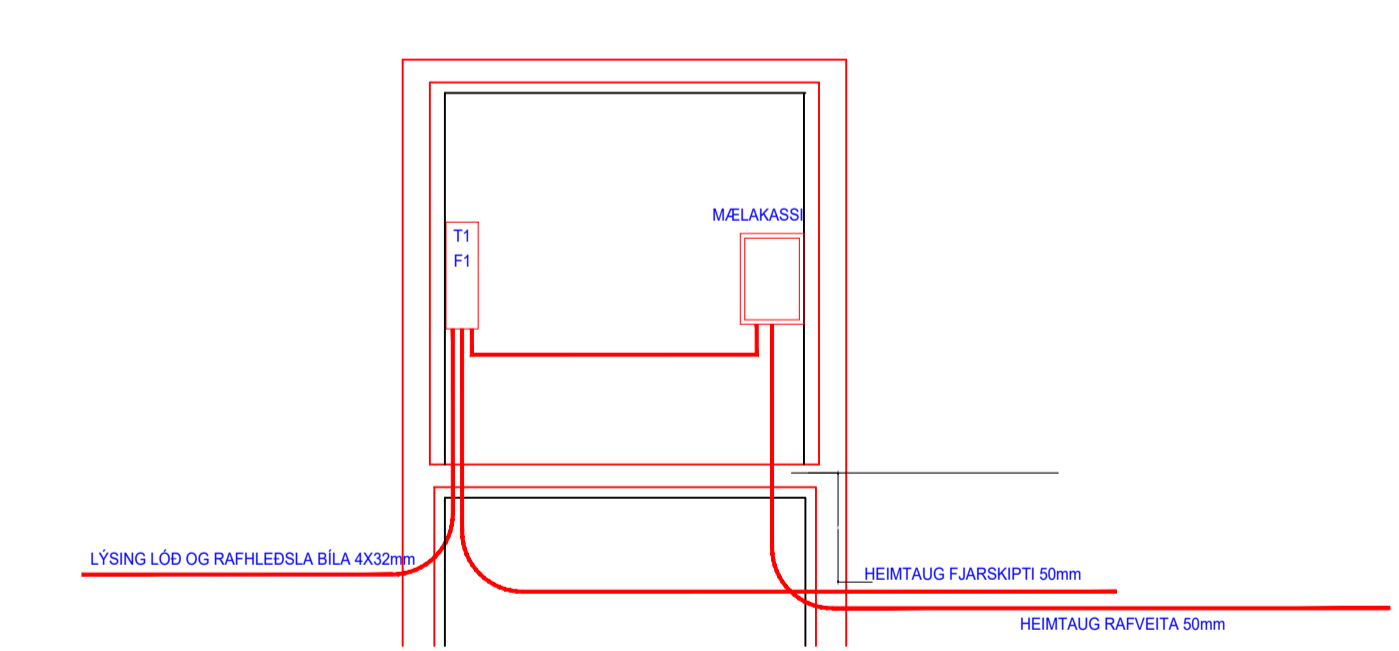 MÆLAKASSI
T1
F1
LÝSING LÓÐ OG RAFHLEÐSLA BÍLA 4X32mm
HEIMTAUG FJARSKIPTI 50mm
HEIMTAUG RAFVEITA 50mm